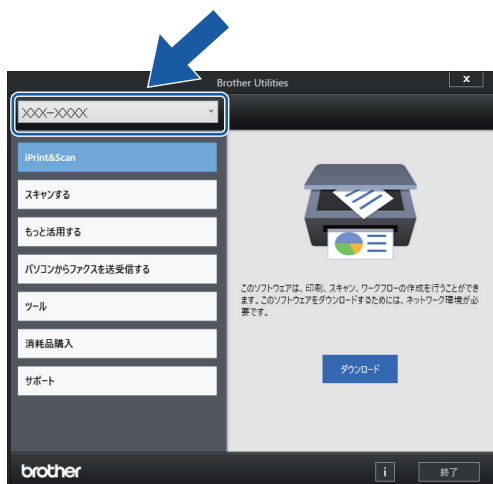 Brother Utilities
X
XXX-XXXX
iPrint&Scan
スキャンする
もっと活用する
パソコンからファクスを送受信する
ツール
消耗品購入
サポート
このソフトウェアは、印刷、スキャン、ワークフローの作成を行うことができ
ます。このソフトウェアをダウンロードするためには、ネットワーク環境が必
要です。
ダウンロード
brother
i
終了